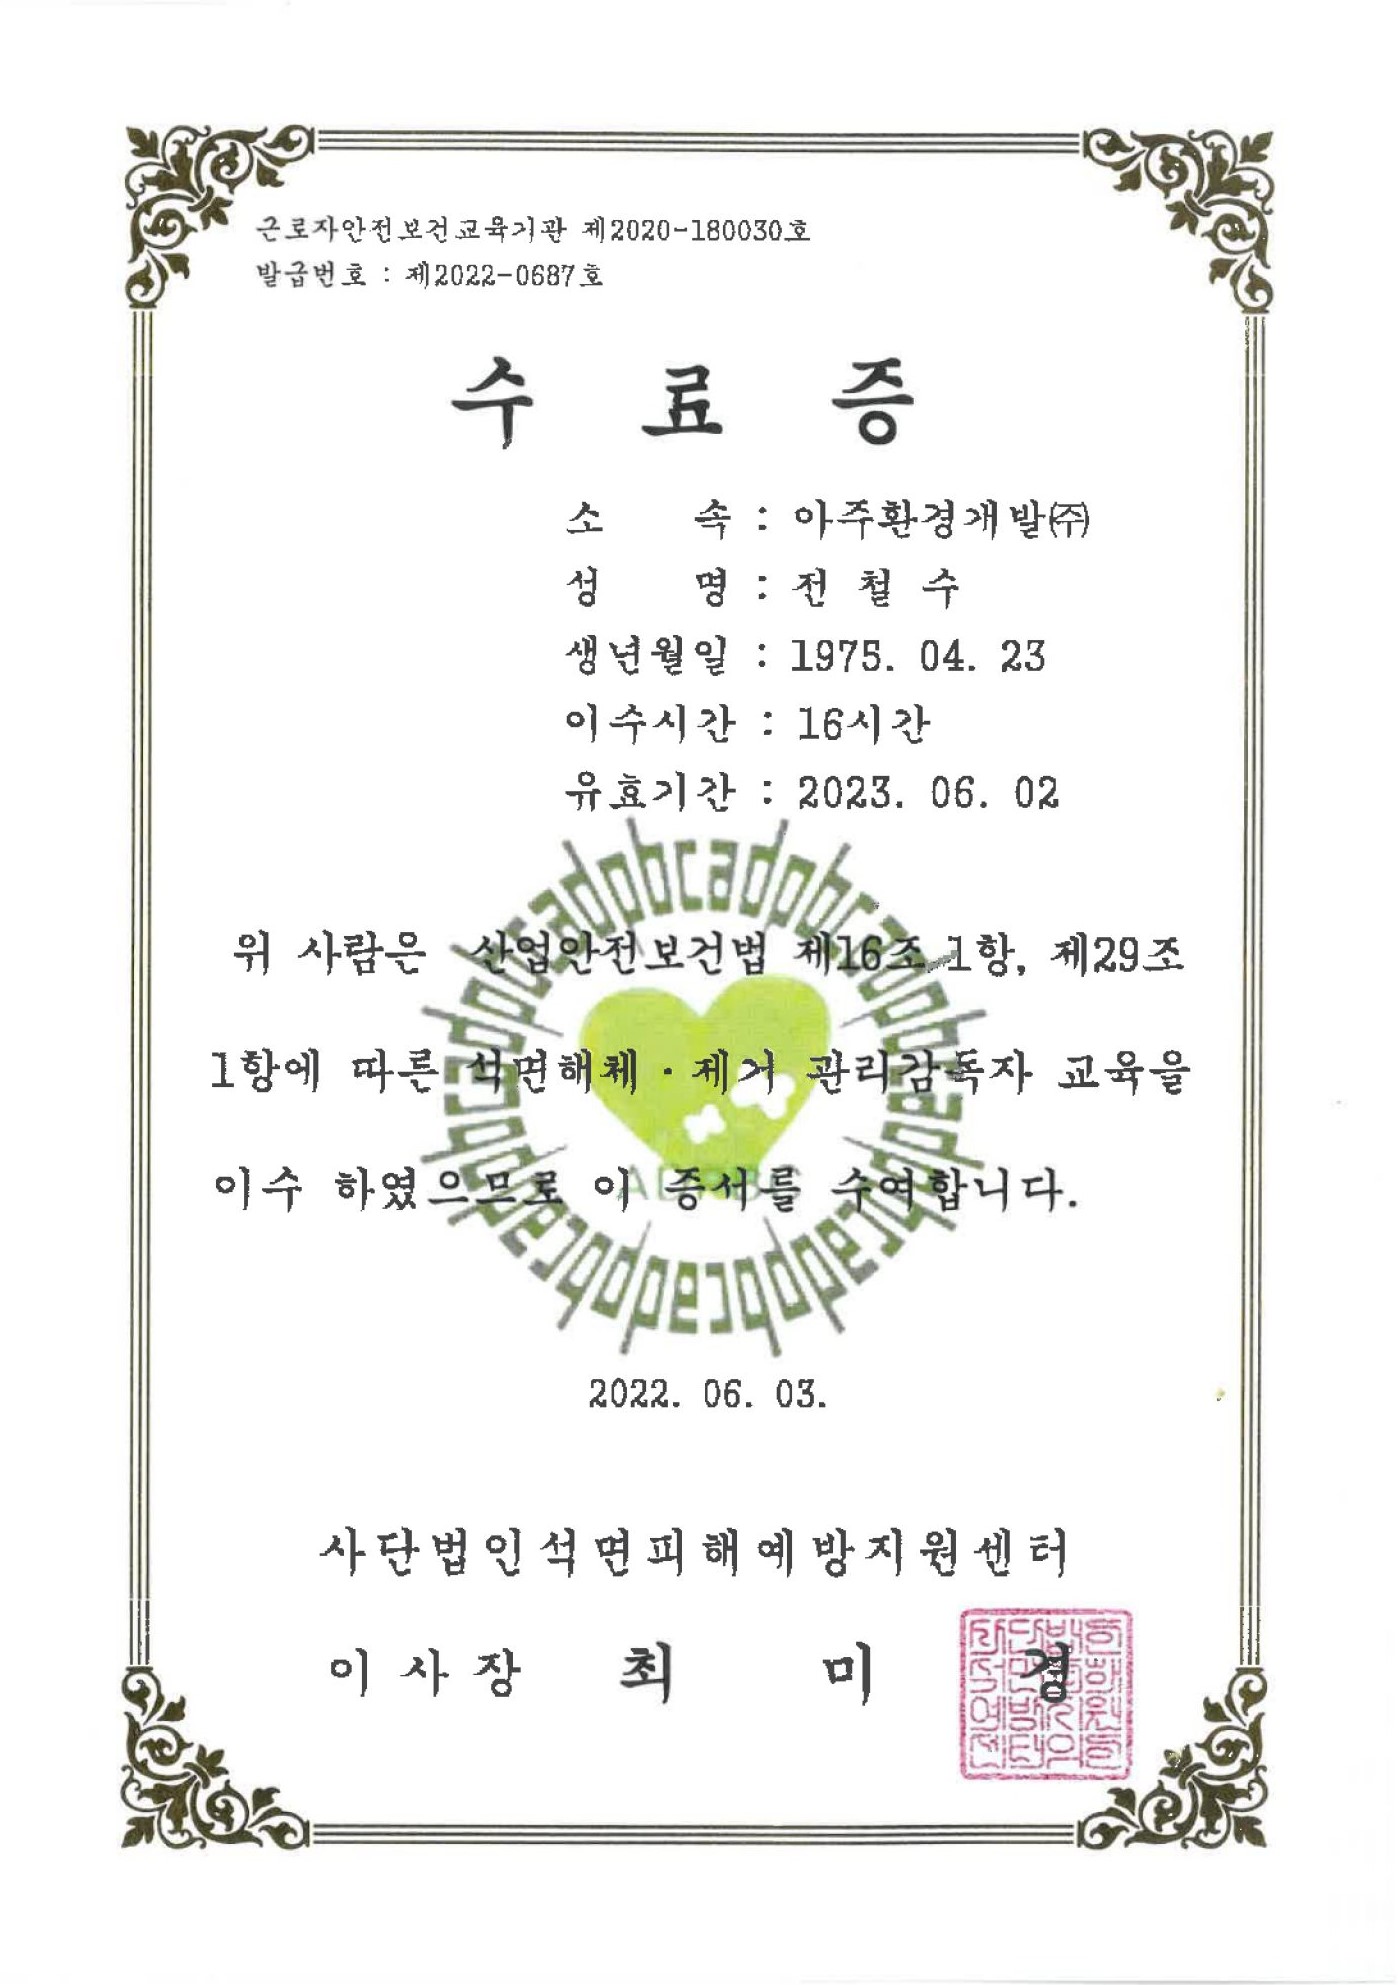 근로자안전보건교육기관 제2020-180030호
발급번호 : 제2022-0687호
수 료 증
소 속 : 아주환경개발㈜
성 명 : 전 철 수
생년월일 : 1975. 04. 23
이수시간 : 16시간
유효기간 : 2023. 06. 02
위 사람은 산업안전보건법 제16조 1항, 제29조
1항에 따른 석면해체·제거 관리감독자 교육을
이수 하였으므로 이 증서를 수여합니다.
2022. 06. 03.
사단법인석면피해예방지원센터
이사장 최 미 경